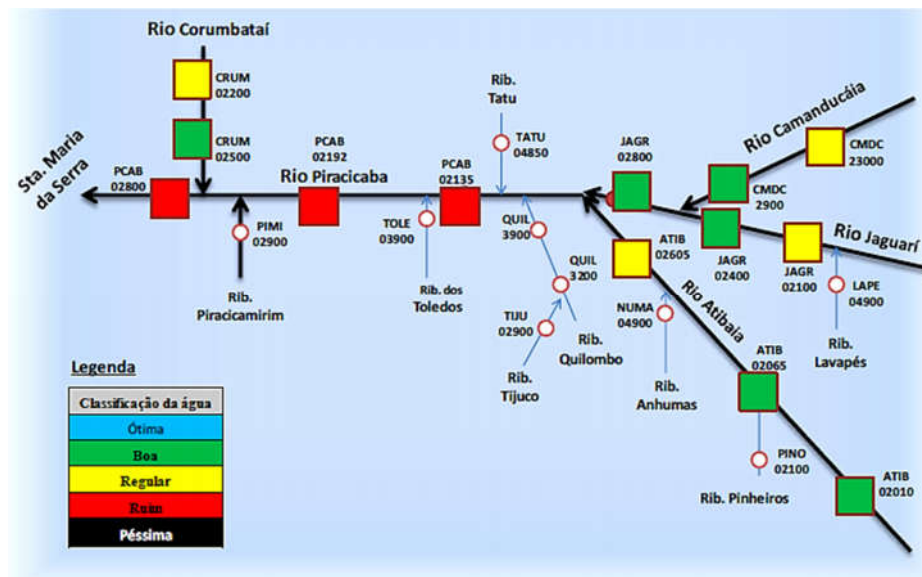 Rio Corumbataí
CRUM
02200
CRUM
02500
Sta. Maria
da Serra
PCAB
02800
PCAB
02192
Rio Piracicaba
PCAB
02135
Rib.
Tatu
TATU
04850
JAGR
02800
Rio Camanducáia
CMDC
23000
CMDC
2900
Rio Jaguarí
JAGR
02400
JAGR
02100
LAPE
04900
Rib.
Lavapés
PIMI
02900
Rib.
Piracicamirim
TOLE
03900
Rib. dos
Toledos
QUIL
3900
QUIL
3200
TIJU
02900
Rib.
Tijuco
Rib.
Quilombo
ATIB
02605
NUMA
04900
Rib.
Anhumas
Rio Atibaia
ATIB
02065
PINO
02100
Rib. Pinheiros
ATIB
02010
Legenda
Classificação da água
Ótima
Boa
Regular
Ruim
Péssima